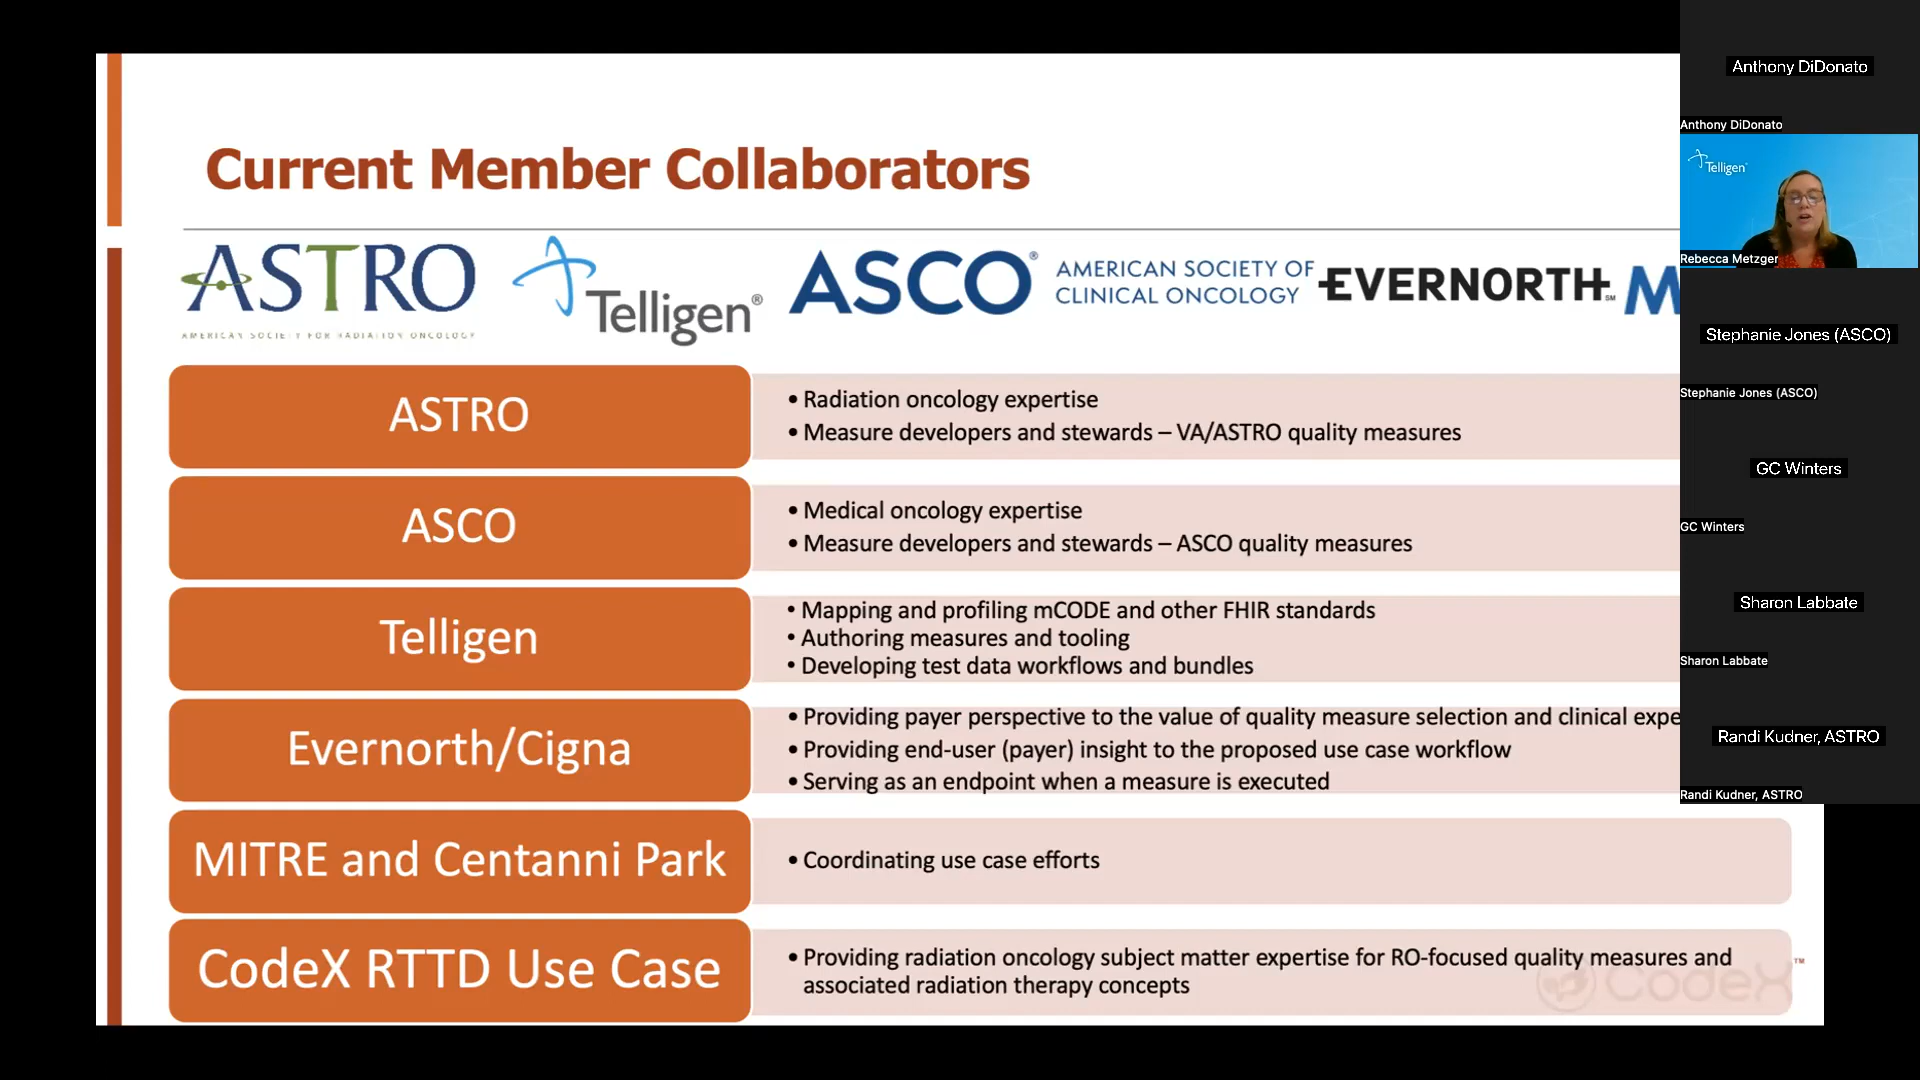 Current Member Collaborators
ASTRO
AMERICAN SOCIETY FOR RADIATION ONCOLOGY
Telligen®
ASCO®
AMERICAN SOCIETY OF
CLINICAL ONCOLOGY
EVERNORTH SM
M
ASTRO
• Radiation oncology expertise
• Measure developers and stewards – VA/ASTRO quality measures
ASCO
• Medical oncology expertise
• Measure developers and stewards – ASCO quality measures
Telligen
• Mapping and profiling mCODE and other FHIR standards
• Authoring measures and tooling
• Developing test data workflows and bundles
Evernorth/Cigna
• Providing payer perspective to the value of quality measure selection and clinical expe
• Providing end-user (payer) insight to the proposed use case workflow
• Serving as an endpoint when a measure is executed
MITRE and Centanni Park
• Coordinating use case efforts
CodeX RTTD Use Case
• Providing radiation oncology subject matter expertise for RO-focused quality measures and
associated radiation therapy concepts
CodeX™
Anthony DiDonato
Anthony DiDonato
Telligen
Rebecca Metzger
Stephanie Jones (ASCO)
Stephanie Jones (ASCO)
GC Winters
GC Winters
Sharon Labbate
Sharon Labbate
Randi Kudner, ASTRO
Randi Kudner, ASTRO